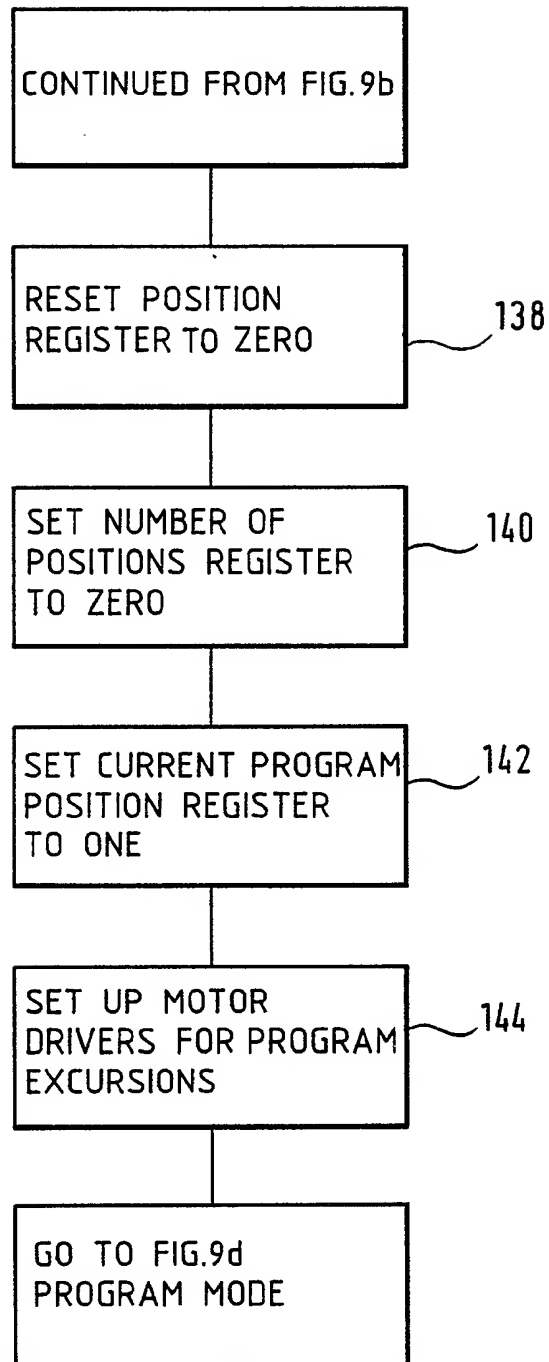 CONTINUED FROM FIG.9b
RESET POSITION
REGISTER TO ZERO
138
SET NUMBER OF
POSITIONS REGISTER
TO ZERO
140
SET CURRENT PROGRAM
POSITION REGISTER
TO ONE
142
SET UP MOTOR
DRIVERS FOR PROGRAM
EXCURSIONS
144
GO TO FIG.9d
PROGRAM MODE